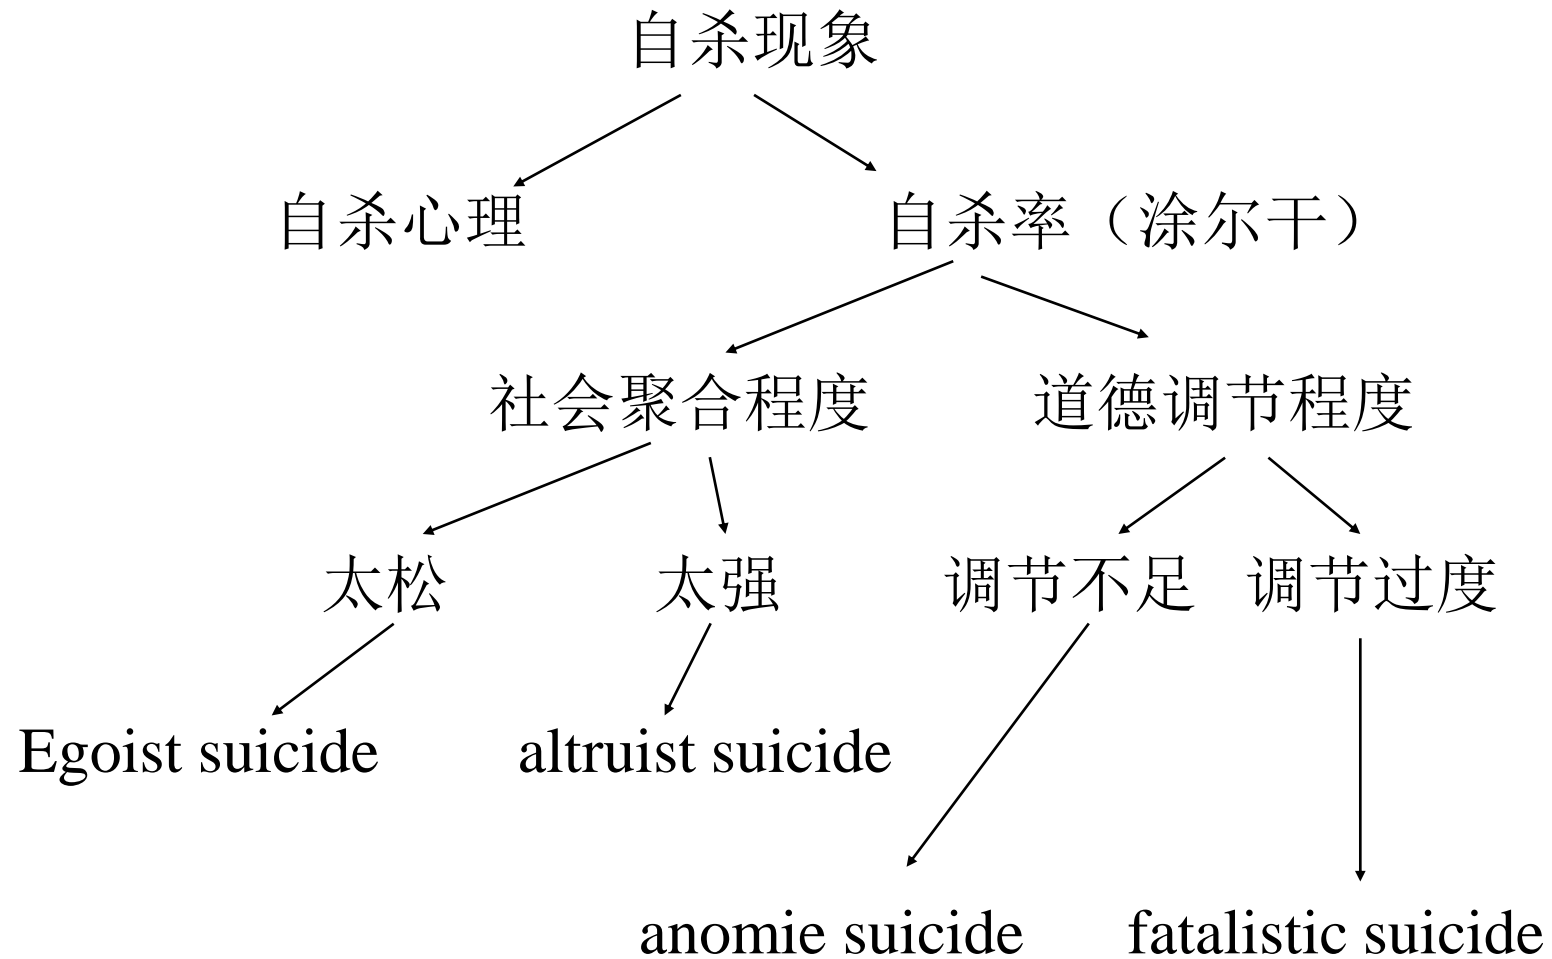 自杀现象
自杀心理
自杀率（涂尔干）
社会聚合程度
道德调节程度
太松
太强
调节不足
调节过度
Egoist suicide
altruist suicide
anomie suicide
fatalistic suicide